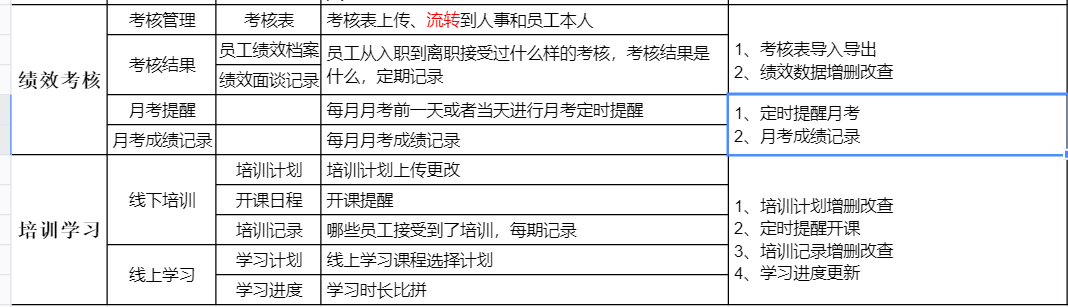 考核管理 考核表 考核表上传、流转到人事和员工本人
绩效考核
考核结果
员工绩效档案
绩效面谈记录
员工从入职到离职接受过什么样的考核，考核结果是
什么，定期记录
1、考核表导入导出
2、绩效数据增删改查
月考提醒 每月月考前一天或者当天进行月考定时提醒
月考成绩记录 每月月考成绩记录
1、定时提醒月考
2、月考成绩记录
培训学习
线下培训
培训计划 培训计划上传更改
开课日程 开课提醒
培训记录 哪些员工接受到了培训，每期记录
线上学习
学习计划 线上学习课程选择计划
学习进度 学习时长比拼
1、培训计划增删改查
2、定时提醒开课
3、培训记录增删改查
4、学习进度更新